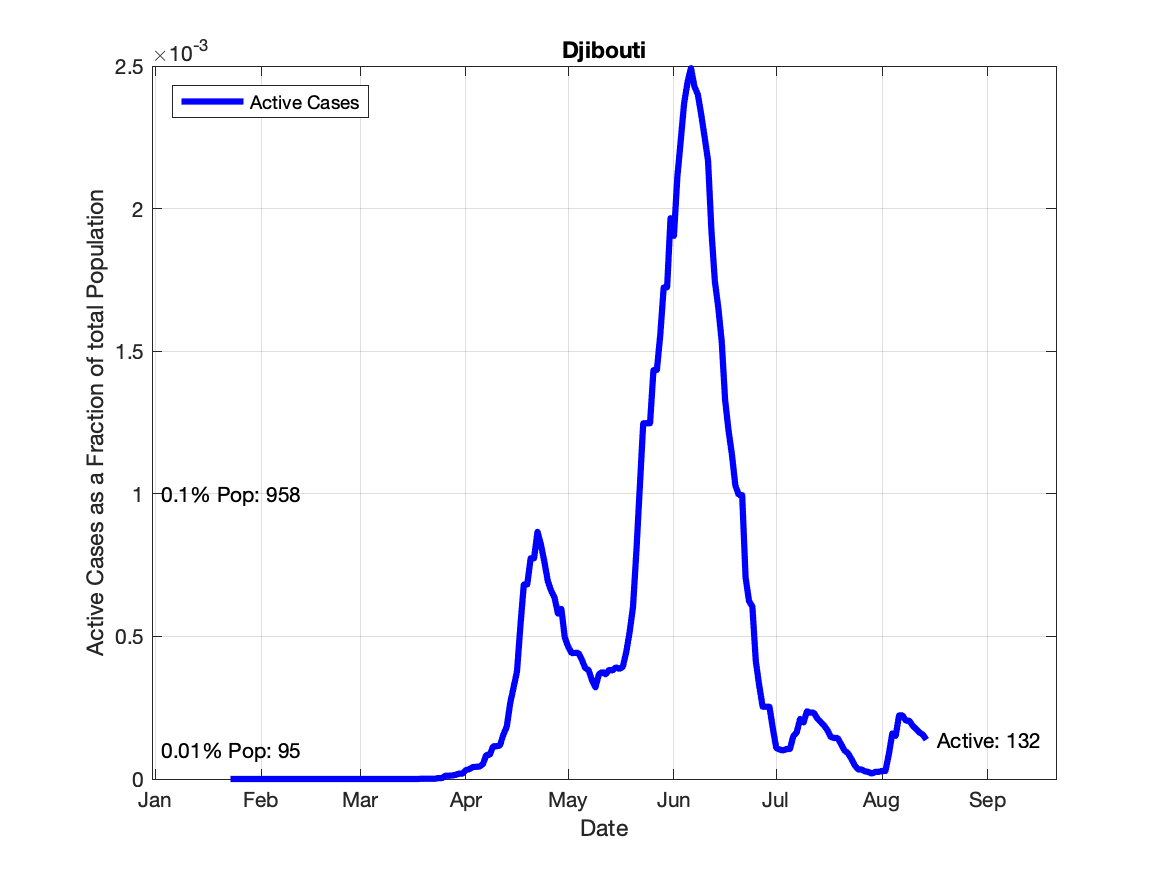 Djibouti
×10-3
2.5
2
1.5
1
0.5
0
Active Cases
Active Cases as a Fraction of total Population
0.1% Pop: 958
0.01% Pop: 95
Active: 132
Jan Feb Mar Apr May Jun Jul Aug Sep
Date